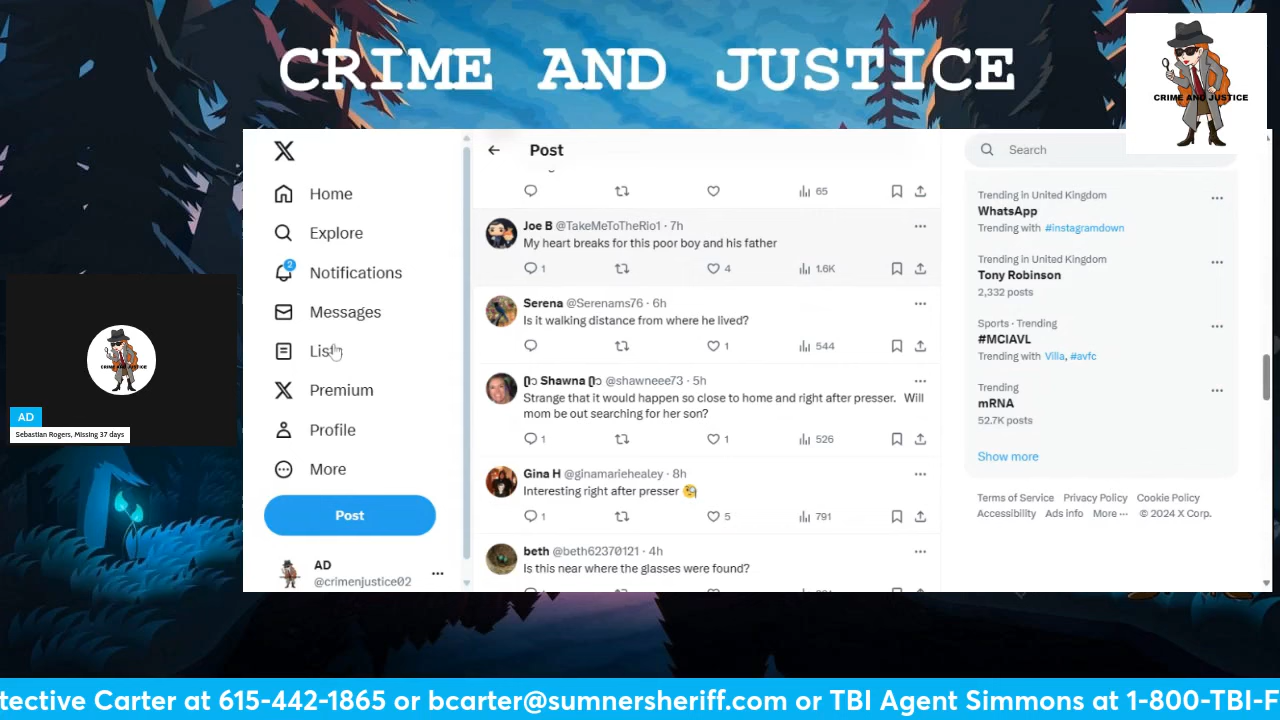 CRIME AND JUSTICE
CRIME AND JUSTICE
Home
Explore
2
Notifications
Messages
Lists
Premium
Profile
More
Post
AD
@crimenjustice02
Post
65
Joe B @TakeMeToTheRio1 · 7h
My heart breaks for this poor boy and his father
1 4 1.6K
Serena @Serenams76 · 6h
Is it walking distance from where he lived?
1 544
Shawna @shawneee73 · 5h
Strange that it would happen so close to home and right after presser. Will
mom be out searching for her son?
1 1 526
Gina H @ginamariehealey · 8h
Interesting right after presser 🧐
1 5 791
beth @beth62370121 · 4h
Is this near where the glasses were found?
Search
Trending in United Kingdom
WhatsApp
Trending with #instagramdown
Trending in United Kingdom
Tony Robinson
2,332 posts
Sports · Trending
#MCIAVL
Trending with Villa, #avfc
Trending
mRNA
52.7K posts
Show more
Terms of Service Privacy Policy Cookie Policy
Accessibility Ads info More ··· © 2024 X Corp.
CRIME AND JUSTICE
AD
Sebastian Rogers, Missing 37 days
tective Carter at 615-442-1865 or bcarter@sumnersheriff.com or TBI Agent Simmons at 1-800-TBI-F